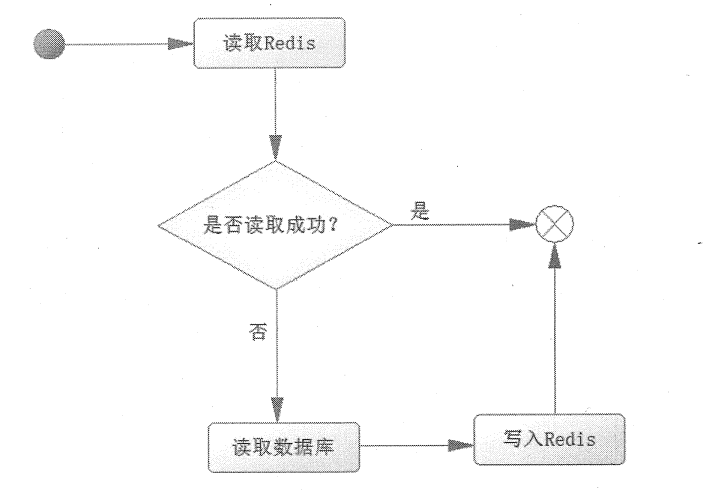 读取Redis
是否读取成功?
是
否
读取数据库
写入Redis